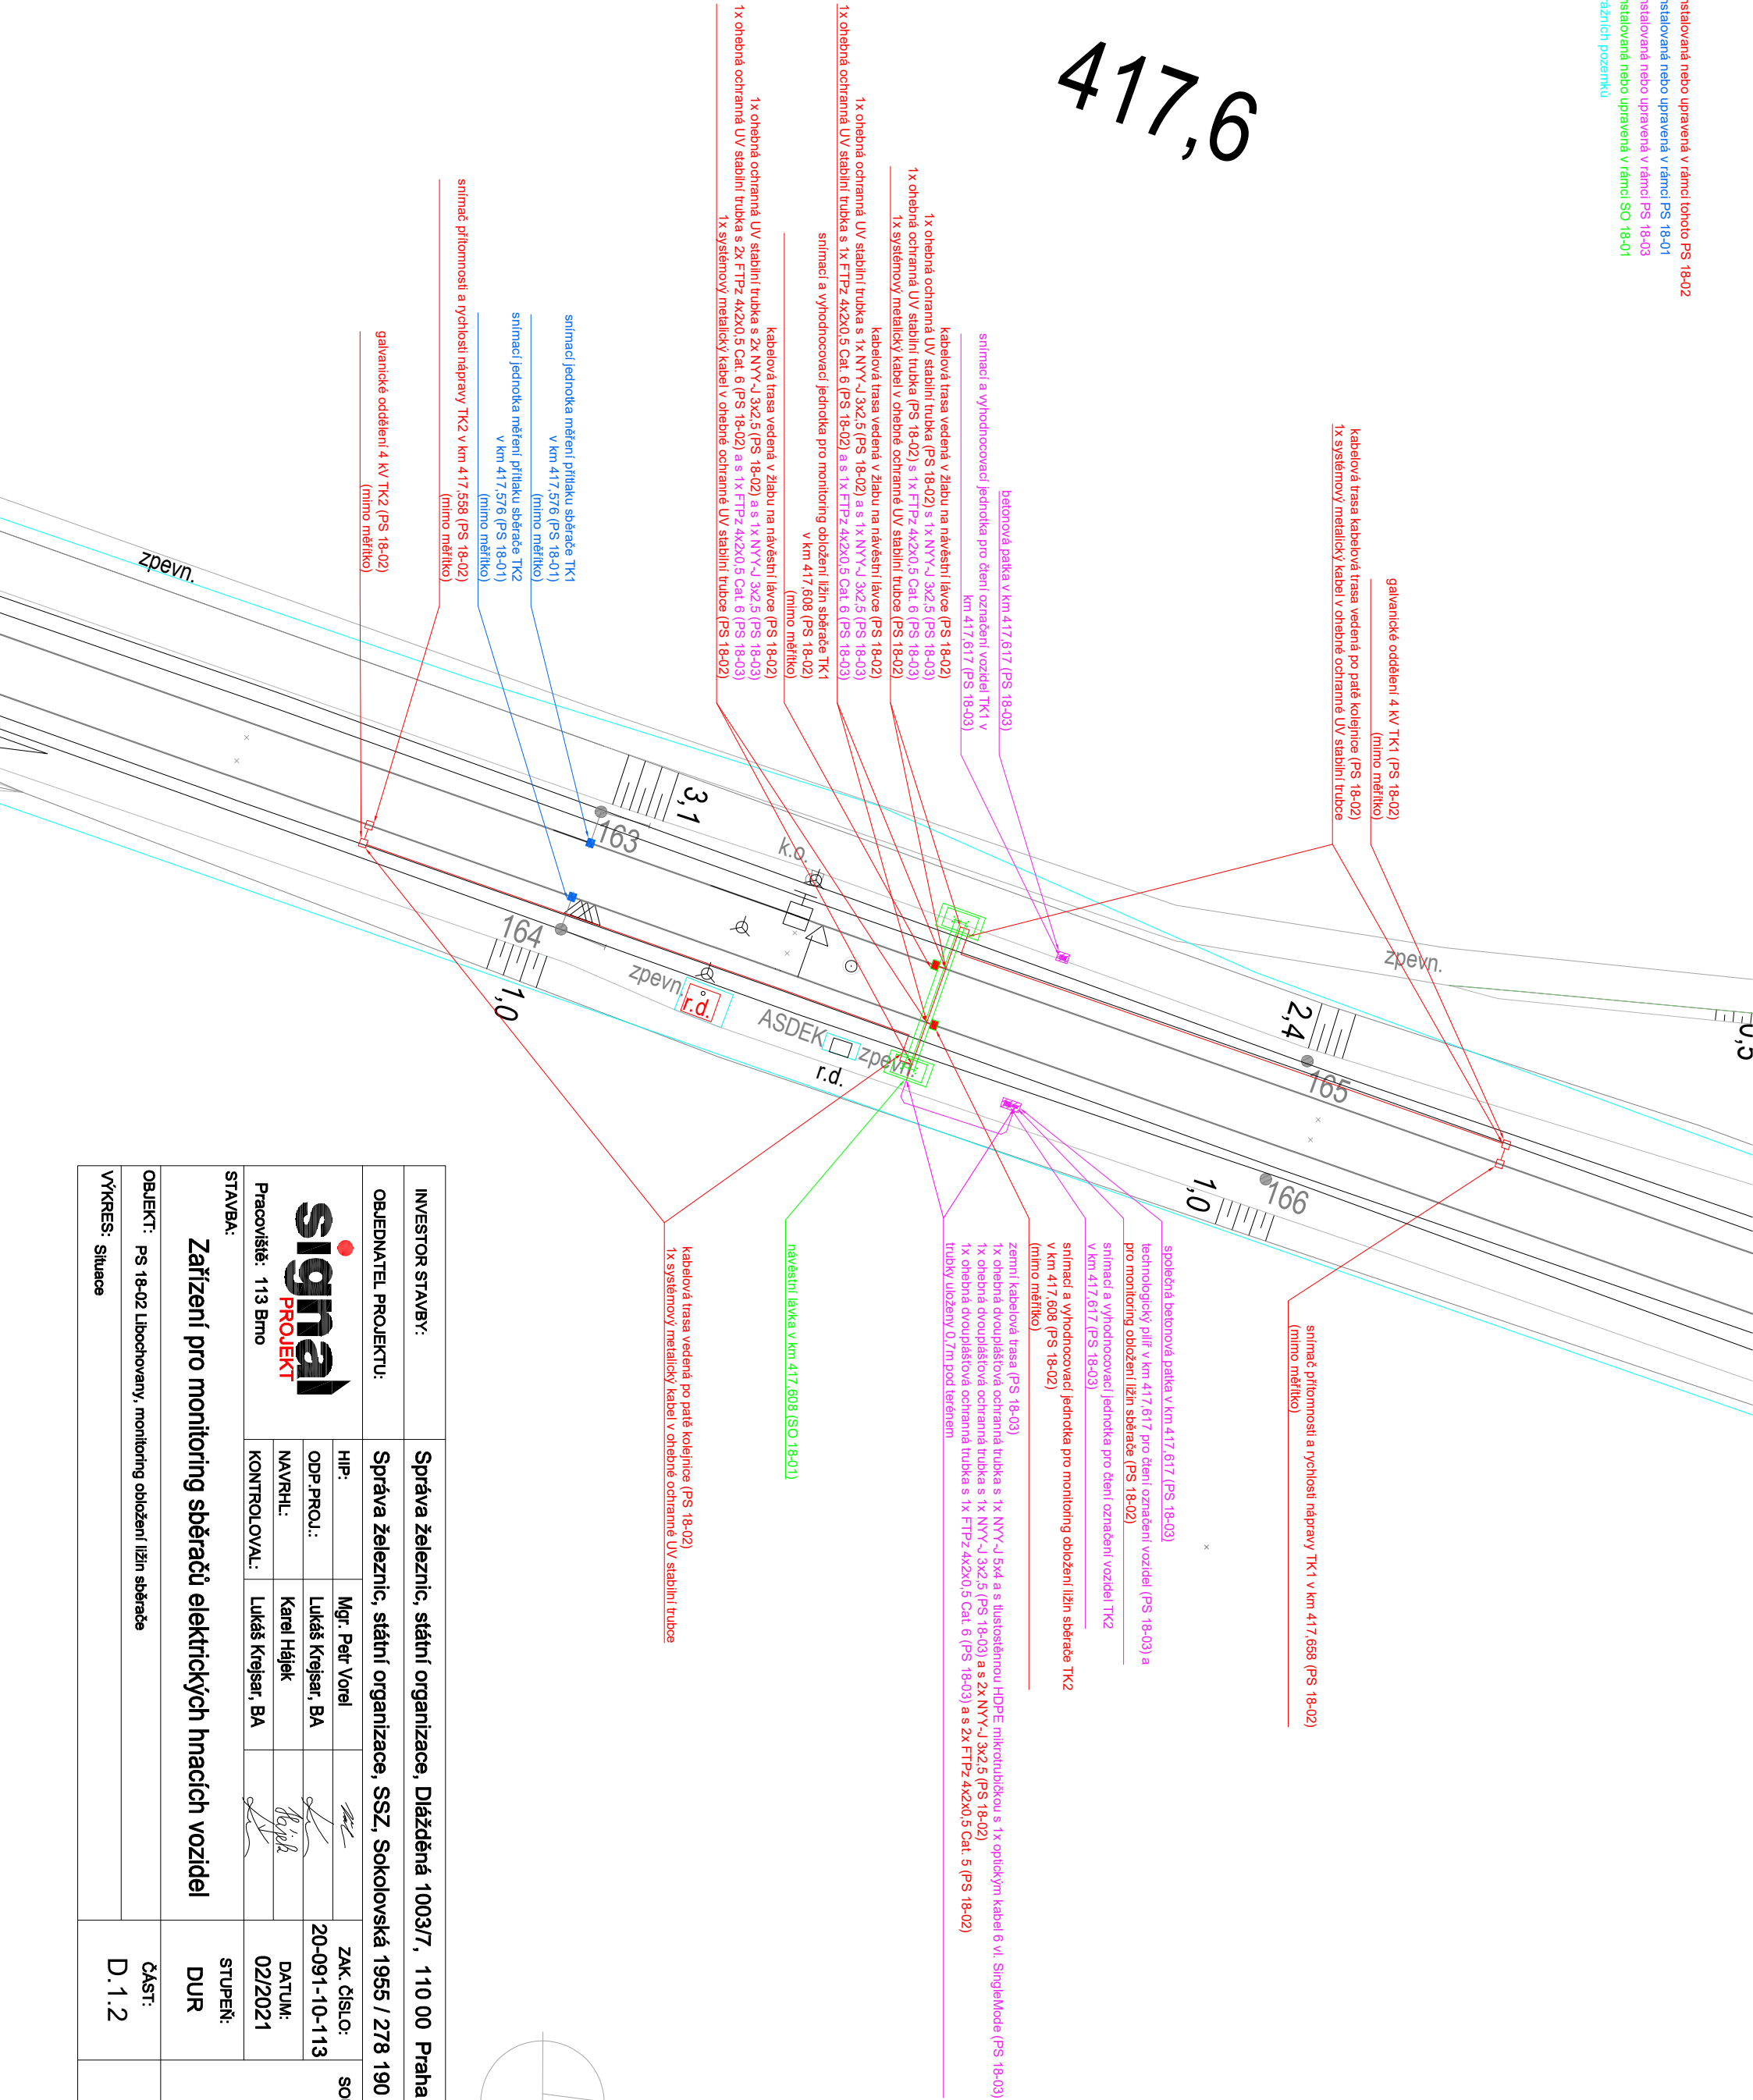 nstalovaná nebo upravená v rámci tohoto PS 18-02
nstalovaná nebo upravená v rámci PS 18-01
nstalovaná nebo upravená v rámci PS 18-03
nstalovaná nebo upravená v rámci SO 18-01
rážních pozemků
417,6
galvanické oddělení 4 kV TK1 (PS 18-02)
(mimo měřítko)
kabelová trasa kabelová trasa vedená po patě kolejnice (PS 18-02)
1x systémový metalický kabel v ohebné ochranné UV stabilní trubce
betonová patka v km 417,617 (PS 18-03)
snímací a vyhodnocovací jednotka pro čtení označení vozidel TK1 v
km 417,617 (PS 18-03)
kabelová trasa vedená v žlabu na návěstní lávce (PS 18-02)
1x ohebná ochranná UV stabilní trubka (PS 18-02) s 1x NYY-J 3x2,5 (PS 18-03)
1x ohebná ochranná UV stabilní trubka (PS 18-02) s 1x FTPz 4x2x0,5 Cat. 6 (PS 18-03)
1x systémový metalický kabel v ohebné ochranné UV stabilní trubce (PS 18-02)
kabelová trasa vedená v žlabu na návěstní lávce (PS 18-02)
1x ohebná ochranná UV stabilní trubka s 1x NYY-J 3x2,5 (PS 18-02) a s 1x NYY-J 3x2,5 (PS 18-03)
1x ohebná ochranná UV stabilní trubka s 1x FTPz 4x2x0,5 Cat. 6 (PS 18-02) a s 1x FTPz 4x2x0,5 Cat. 6 (PS 18-03)
snímací a vyhodnocovací jednotka pro monitoring obložení ližin sběrače TK1
v km 417,608 (PS 18-02)
(mimo měřítko)
kabelová trasa vedená v žlabu na návěstní lávce (PS 18-02)
1x ohebná ochranná UV stabilní trubka s 2x NYY-J 3x2,5 (PS 18-02) a s 1x NYY-J 3x2,5 (PS 18-03)
1x ohebná ochranná UV stabilní trubka s 2x FTPz 4x2x0,5 Cat. 6 (PS 18-02) a s 1x FTPz 4x2x0,5 Cat. 6 (PS 18-03)
1x systémový metalický kabel v ohebné ochranné UV stabilní trubce (PS 18-02)
snímací jednotka měření přítlaku sběrače TK1
v km 417,576 (PS 18-01)
(mimo měřítko)
snímací jednotka měření přítlaku sběrače TK2
v km 417,576 (PS 18-01)
(mimo měřítko)
snímač přítomnosti a rychlosti nápravy TK2 v km 417,558 (PS 18-02)
(mimo měřítko)
galvanické oddělení 4 kV TK2 (PS 18-02)
(mimo měřítko)
zpevn.
3,1
163
k.o.
164
1,0
zpevn.
r.d.
ASDEK
zpevn.
r.d.
zpevn.
2,4
165
0,5
166
1,0
snímač přítomnosti a rychlosti nápravy TK1 v km 417,658 (PS 18-02)
(mimo měřítko)
společná betonová patka v km 417,617 (PS 18-03)
technologický pilíř v km 417,617 pro čtení označení vozidel (PS 18-03) a
pro monitoring obložení ližin sběrače (PS 18-02)
snímací a vyhodnocovací jednotka pro čtení označení vozidel TK2
v km 417,617 (PS 18-03)
snímací a vyhodnocovací jednotka pro monitoring obložení ližin sběrače TK2
v km 417,608 (PS 18-02)
(mimo měřítko)
zemní kabelová trasa (PS 18-03)
1x ohebná dvouplášťová ochranná trubka s 1x NYY-J 5x4 a s tlustostěnnou HDPE mikrotrubičkou s 1x optickým kabel 6 vl. SingleMode (PS 18-03)
1x ohebná dvouplášťová ochranná trubka s 1x NYY-J 3x2,5 (PS 18-03) a s 2x NYY-J 3x2,5 (PS 18-02)
1x ohebná dvouplášťová ochranná trubka s 1x FTPz 4x2x0,5 Cat. 6 (PS 18-03) a s 2x FTPz 4x2x0,5 Cat. 5 (PS 18-02)
trubky uloženy 0,7m pod terénem
návěstní lávka v km 417,608 (SO 18-01)
kabelová trasa vedená po patě kolejnice (PS 18-02)
1x systémový metalický kabel v ohebné ochranné UV stabilní trubce
INVESTOR STAVBY: Správa železnic, státní organizace, Dlážděná 1003/7, 110 00 Praha
OBJEDNATEL PROJEKTU: Správa železnic, státní organizace, SSZ, Sokolovská 1955 / 278 190
signal
PROJEKT
Pracoviště: 113 Brno
HIP: Mgr. Petr Vorel
ODP.PROJ.: Lukáš Krejsar, BA
NAVRHL: Karel Hájek Hájek
KONTROLOVAL: Lukáš Krejsar, BA
ZAK. ČÍSLO:
20-091-10-113
DATUM:
02/2021
SO
STAVBA:
Zařízení pro monitoring sběračů elektrických hnacích vozidel
STUPEŇ:
DUR
OBJEKT: PS 18-02 Libochovany, monitoring obložení ližin sběrače
VÝKRES: Situace
ČÁST:
D.1.2